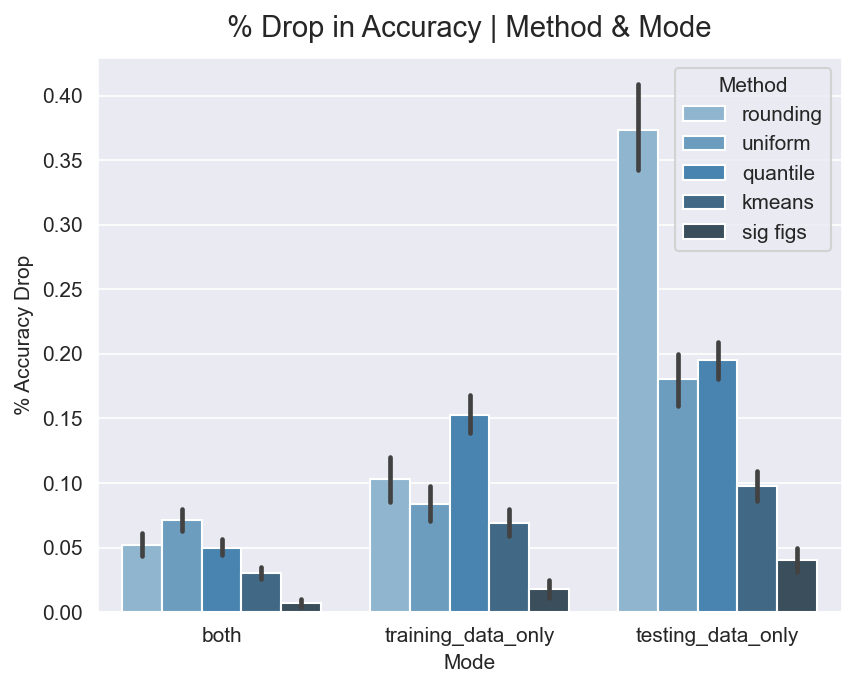 % Drop in Accuracy | Method & Mode
% Accuracy Drop
0.40
0.35
0.30
0.25
0.20
0.15
0.10
0.05
0.00
Method
rounding
uniform
quantile
kmeans
sig figs
both
training_data_only
testing_data_only
Mode